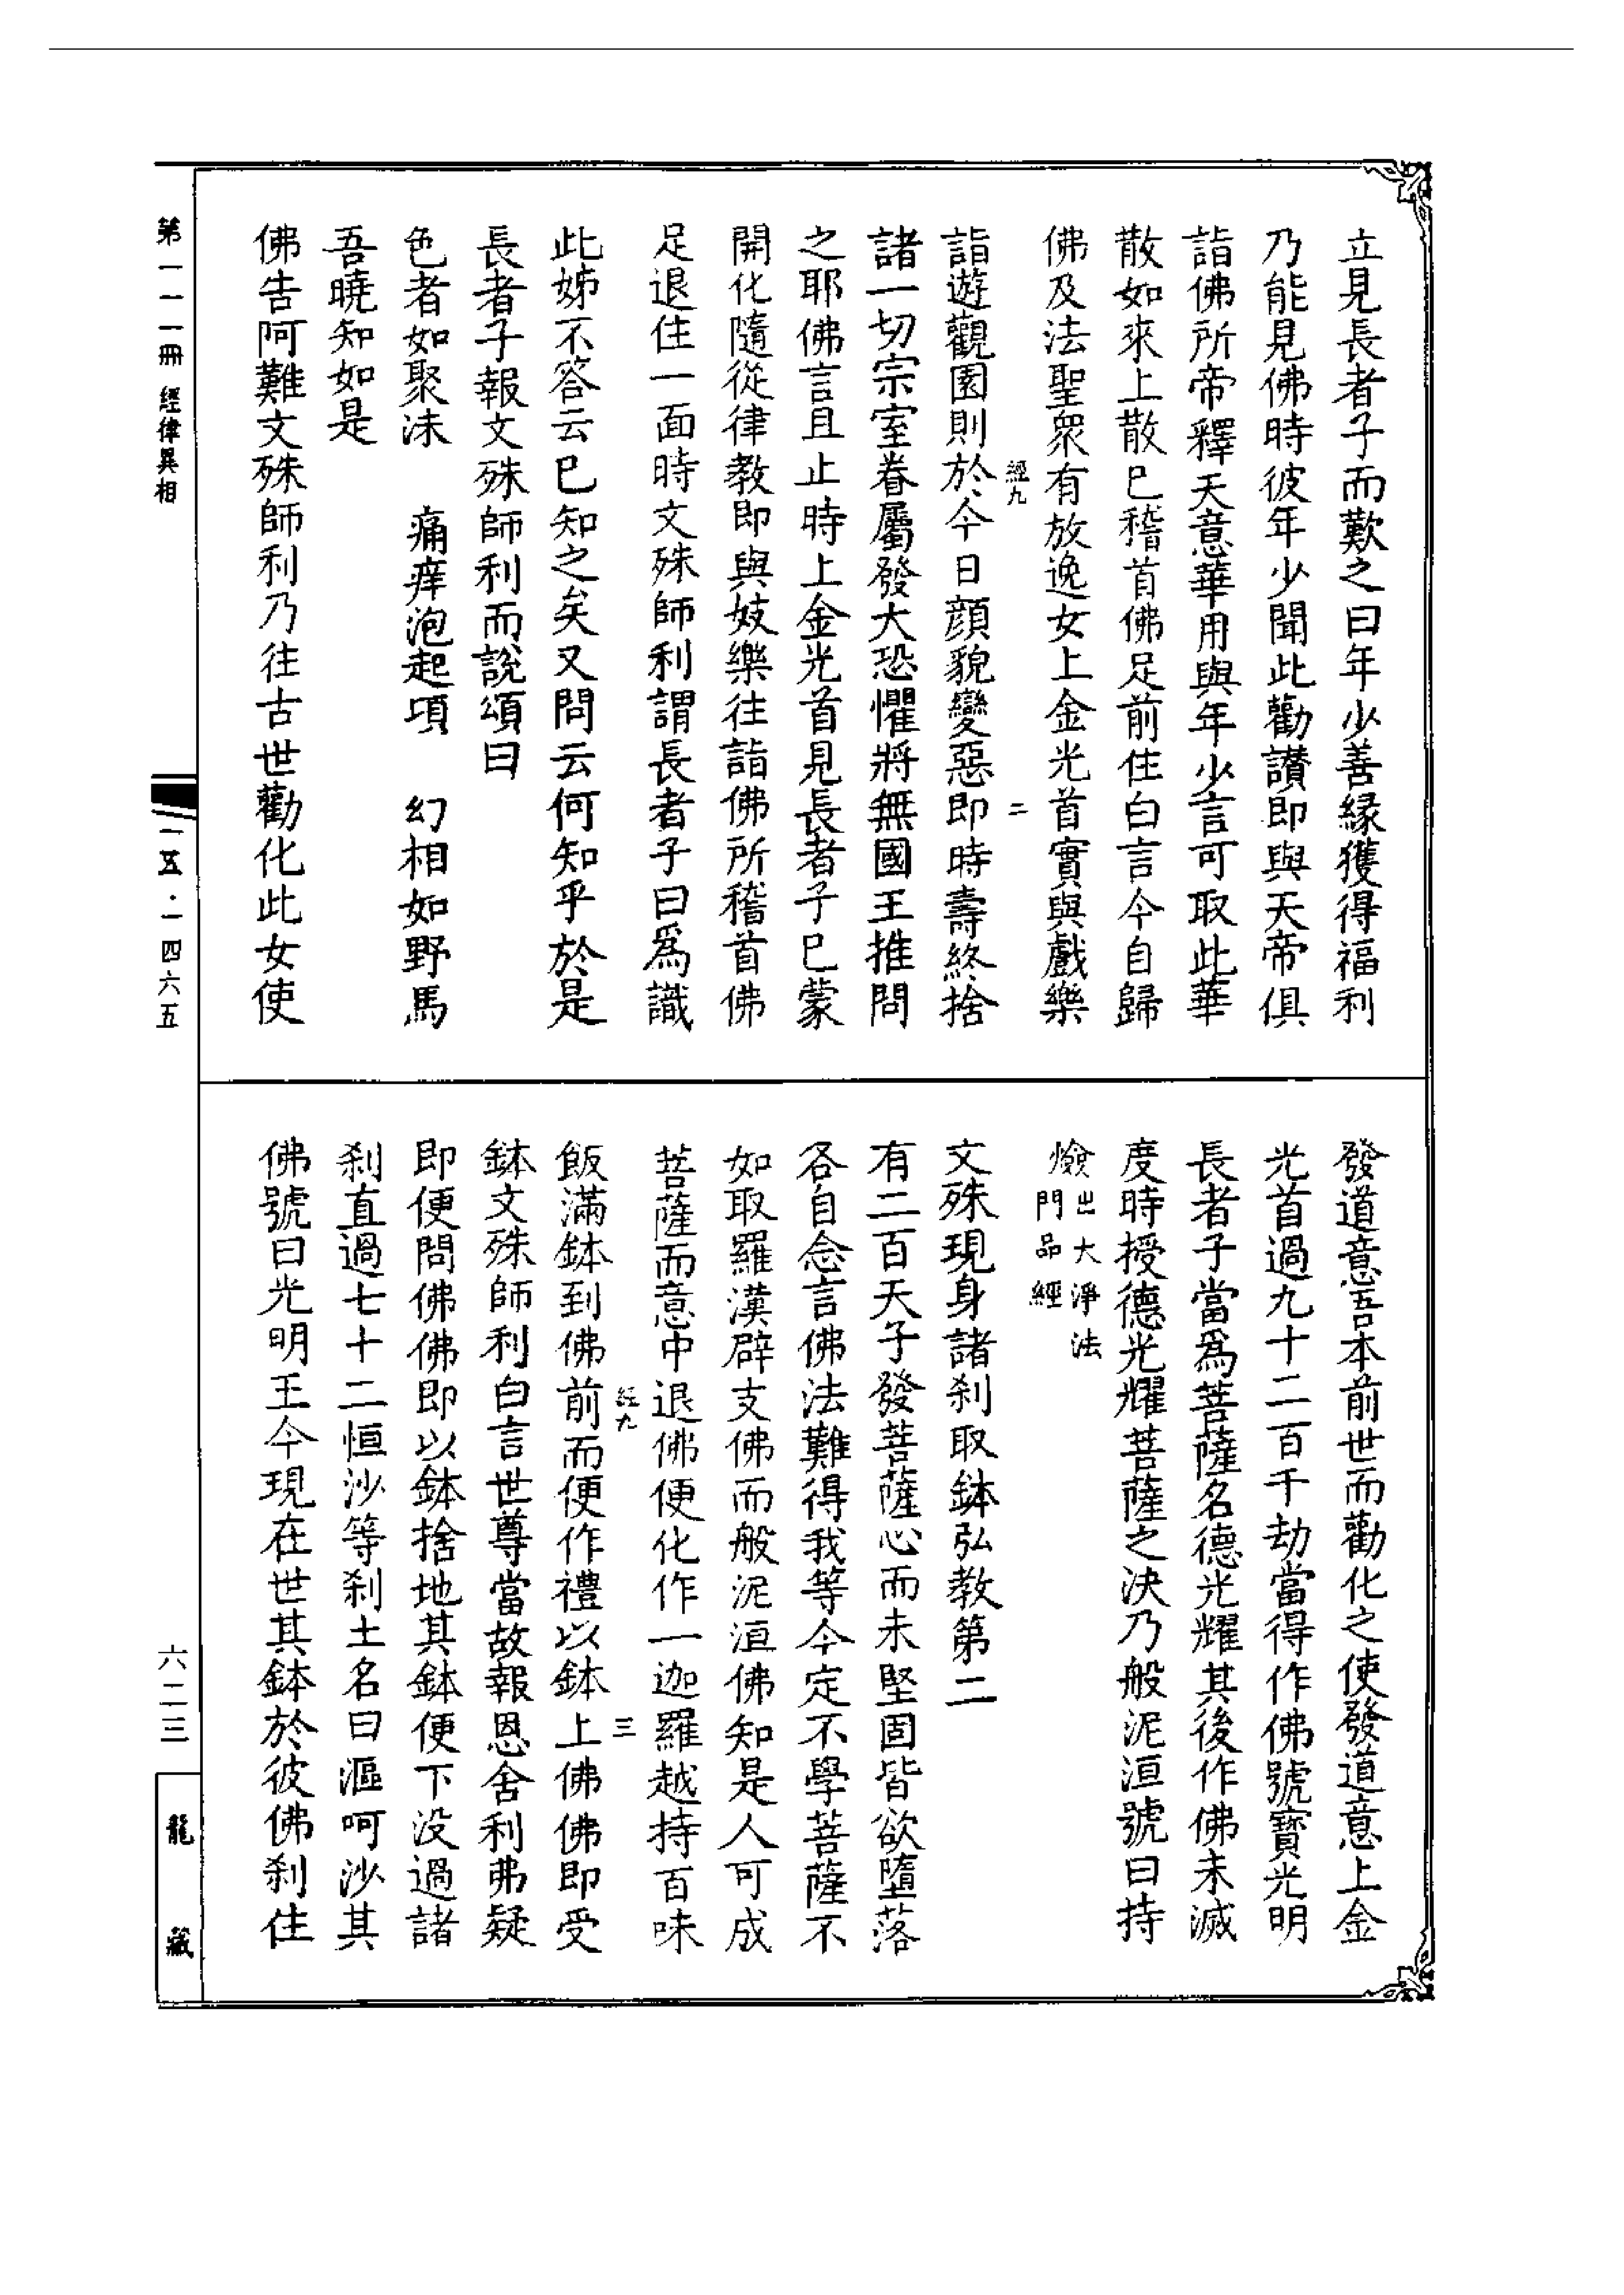 立見長者子而歎之曰年少善緣獲得福利
乃能見佛時彼年少聞此勸讚即與天帝俱
詣佛所帝釋天意華用與年少言可取此華
散如來上散已稽首佛足前住白言今自歸
佛及法聖眾有放逸女上金光首實與戲樂
經九
二
詣遊觀園則於今日顏貌變惡即時壽終捨
諸一切宗室眷屬發大恐懼將無國王推問
之耶佛言且止時上金光首見長者子已蒙
開化隨從律教即與妓樂往詣佛所稽首佛
足退住一面時文殊師利謂長者子曰為識
此姊不答云已知之矣又問云何知乎於是
長者子報文殊師利而說頌曰
色者如聚沫 痛痒泡起頃 幻相如野馬
吾曉知如是
佛告阿難文殊師利乃往古世勸化此女使
發道意吾本前世而勸化之使發道意上金
光首過九十二百千劫當得作佛號寶光明
長者子當為菩薩名德光耀其後作佛未滅
度時授德光耀菩薩之決乃般泥洹號曰持
燄出大淨法
門品經
文殊現身諸剎取鉢弘教第二
有二百天子發菩薩心而未堅固皆欲墮落
各自念言佛法難得我等今定不學菩薩不
如取羅漢辟支佛而般泥洹佛知是人可成
菩薩而意中退佛便化作一迦羅越持百味
經九
三
飯滿鉢到佛前而便作禮以鉢上佛佛即受
鉢文殊師利白言世尊當故報恩舍利弗疑
即便問佛佛即以鉢捨地其鉢便下沒過諸
剎直過七十二恒沙等剎土名曰漚呵沙其
佛號曰光明王今現在世其鉢於彼佛剎住
第一一一冊 經律異相
一五·一四六五
六二三
龍藏